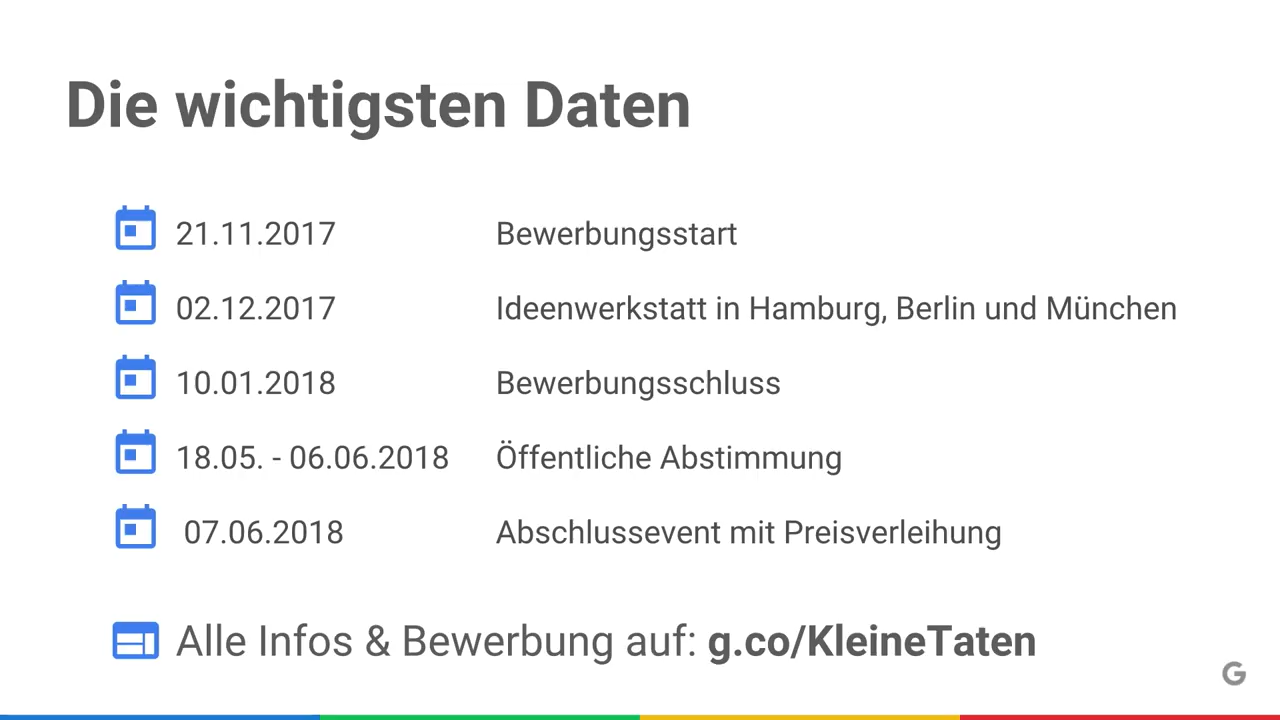 Die wichtigsten Daten
21.11.2017 Bewerbungsstart
02.12.2017 Ideenwerkstatt in Hamburg, Berlin und München
10.01.2018 Bewerbungsschluss
18.05. - 06.06.2018 Öffentliche Abstimmung
07.06.2018 Abschlussevent mit Preisverleihung
Alle Infos & Bewerbung auf: g.co/KleineTaten
G